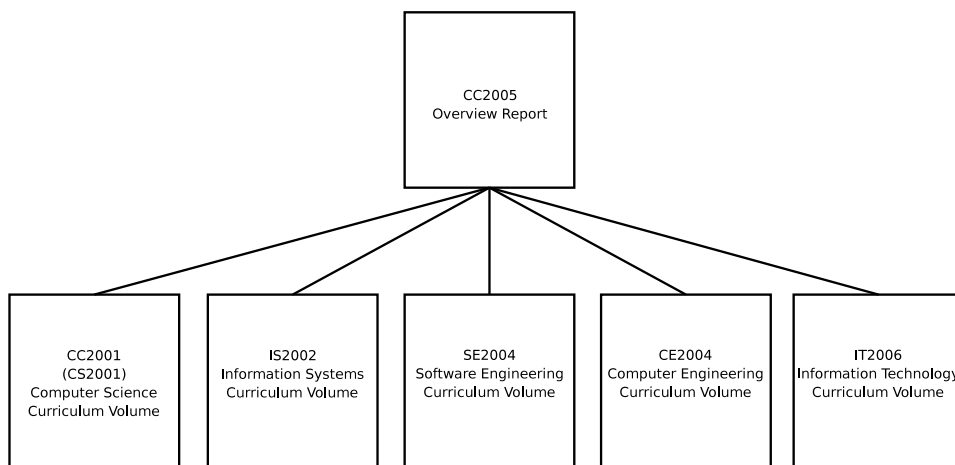 CC2005
Overview Report
CC2001
(CS2001)
Computer Science
Curriculum Volume
IS2002
Information Systems
Curriculum Volume
SE2004
Software Engineering
Curriculum Volume
CE2004
Computer Engineering
Curriculum Volume
IT2006
Information Technology
Curriculum Volume